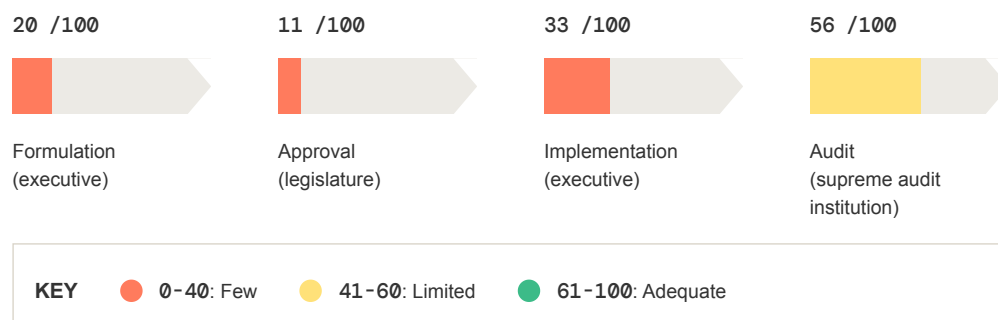 20 /100
11 /100
33 /100
56 /100
Formulation
(executive)
Approval
(legislature)
Implementation
(executive)
Audit
(supreme audit
institution)
KEY
0-40: Few
41-60: Limited
61-100: Adequate